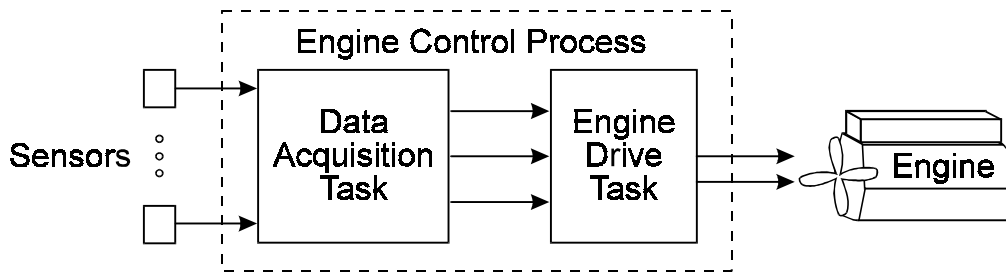 Engine Control Process
Sensors
Data
Acquisition
Task
Engine
Drive
Task
Engine